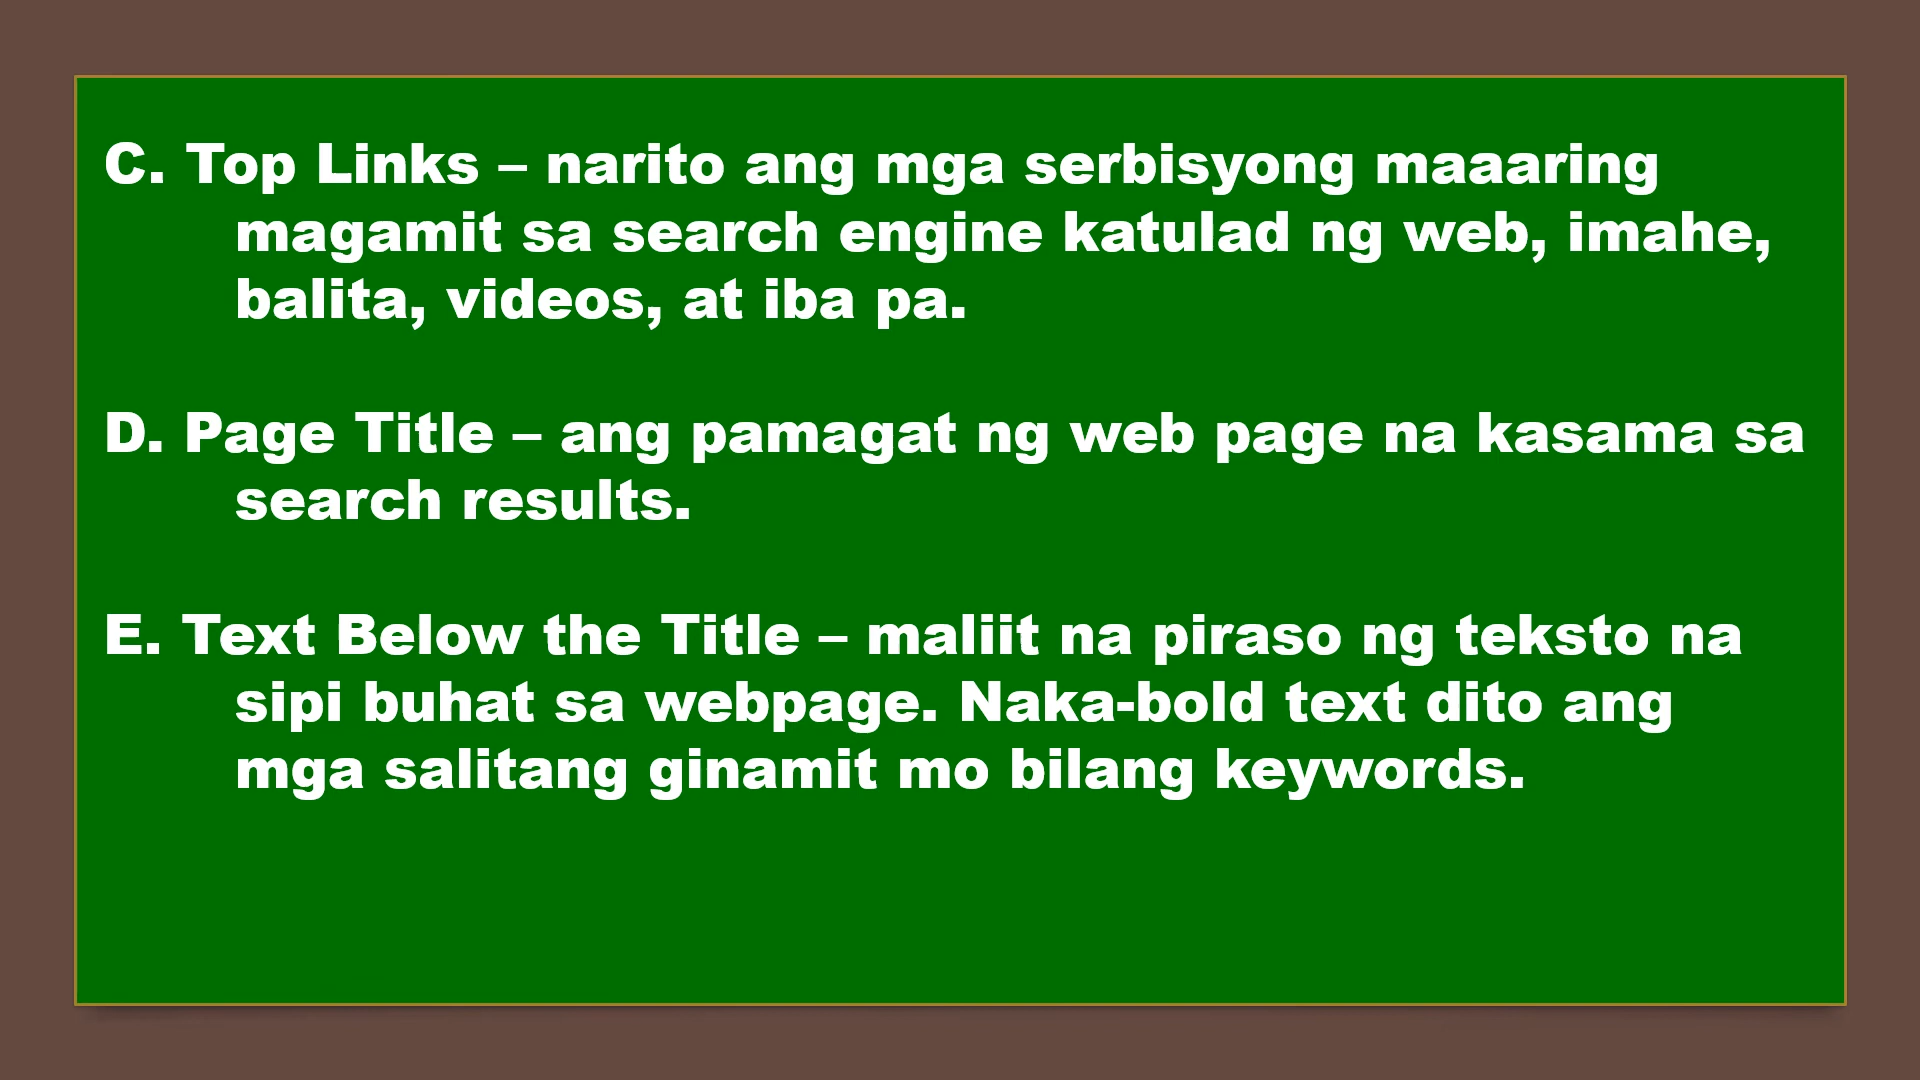 C. Top Links – narito ang mga serbisyong maaaring
magamit sa search engine katulad ng web, imahe,
balita, videos, at iba pa.
D. Page Title – ang pamagat ng web page na kasama sa
search results.
E. Text Below the Title – maliit na piraso ng teksto na
sipi buhat sa webpage. Naka-bold text dito ang
mga salitang ginamit mo bilang keywords.